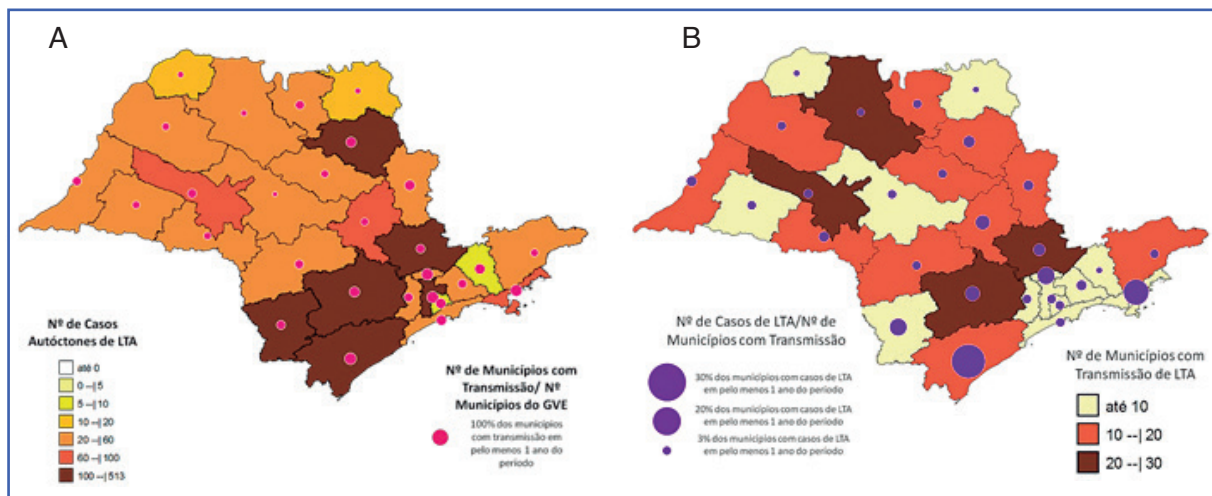 A
Nº de Casos
Autóctones de LTA
até 0
0 --| 5
5 --| 10
10 --| 20
20 --| 60
60 --| 100
100 --| 513
Nº de Municípios com
Transmissão/ Nº
Municípios do GVE
100% dos municípios
com transmissão em
pelo menos 1 ano do
período
B
Nº de Casos de LTA/Nº de
Municípios com Transmissão
30% dos municípios com casos de LTA
em pelo menos 1 ano do período
20% dos municípios com casos de LTA
em pelo menos 1 ano do período
3% dos municípios com casos de LTA
em pelo menos 1 ano do período
Nº de Municípios com
Transmissão de LTA
até 10
10 --| 20
20 --| 30